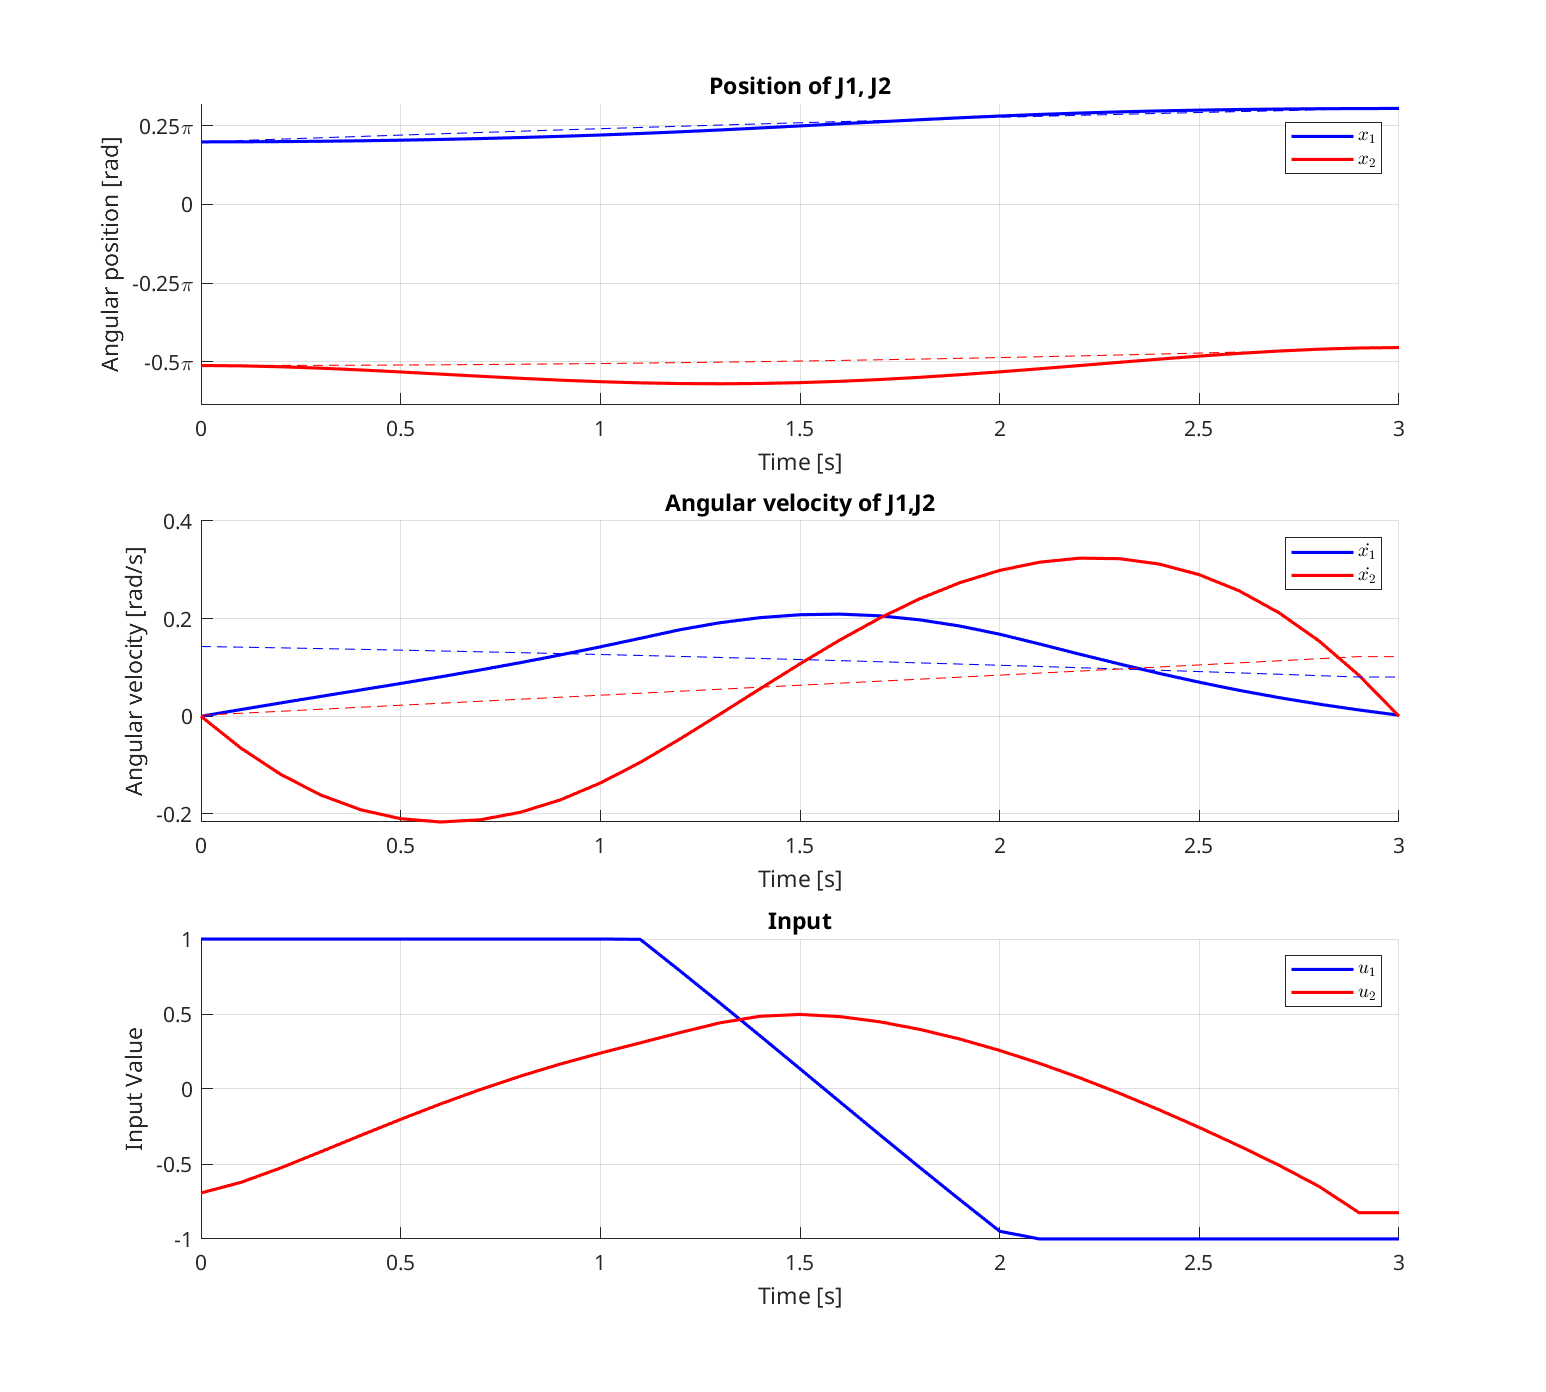 Position of J1, J2
Angular position [rad]
0.25π
0
-0.25π
-0.5π
x₁
x₂
0 0.5 1 1.5 2 2.5 3
Time [s]
Angular velocity of J1,J2
Angular velocity [rad/s]
0.4
0.2
0
-0.2
ẋ₁
ẋ₂
0 0.5 1 1.5 2 2.5 3
Time [s]
Input
Input Value
1
0.5
0
-0.5
-1
u₁
u₂
0 0.5 1 1.5 2 2.5 3
Time [s]